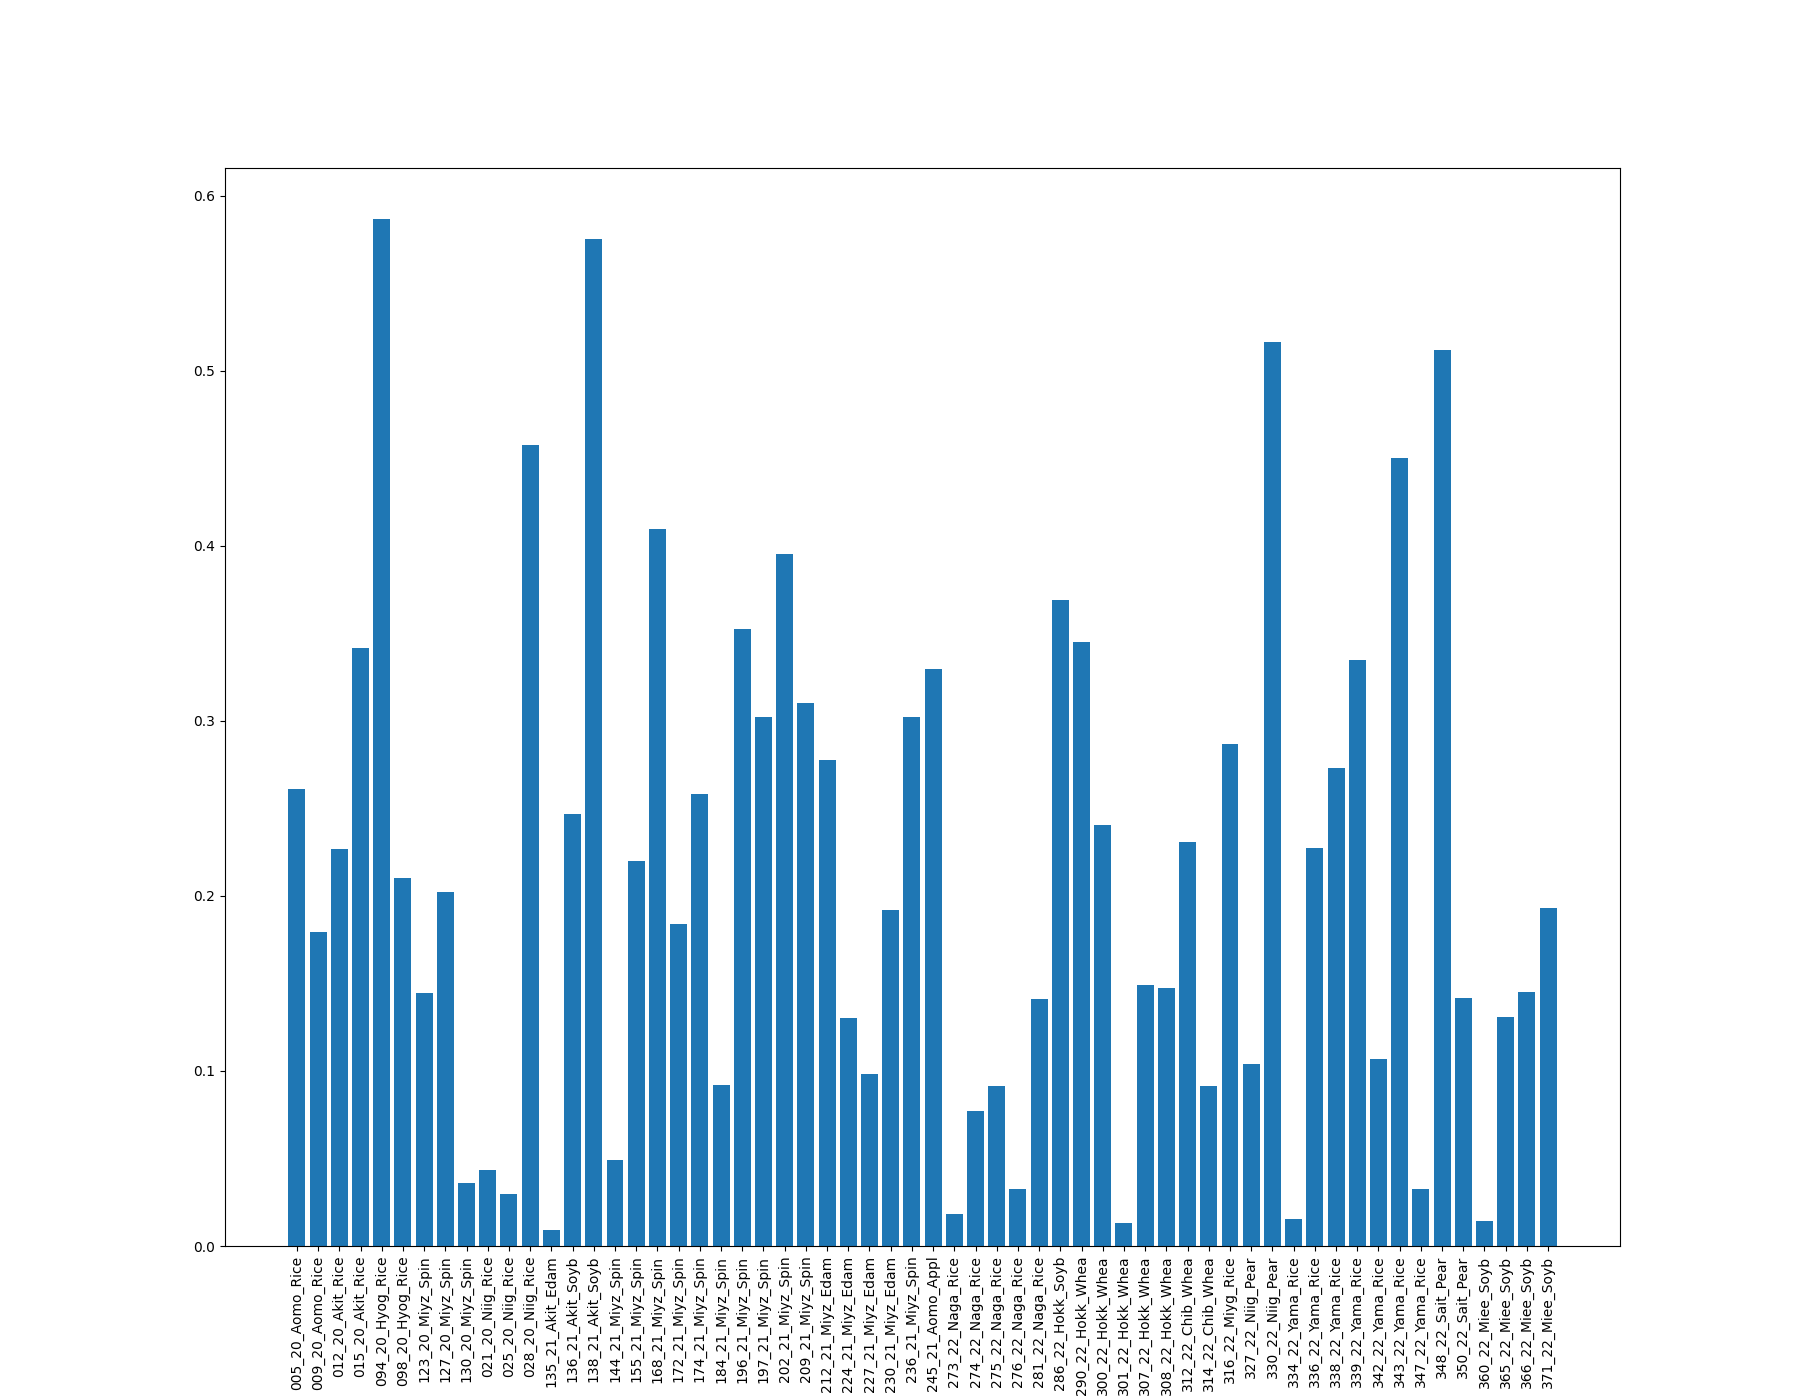 0.6
0.5
0.4
0.3
0.2
0.1
0.0
005_20_Aomo_Rice
009_20_Aomo_Rice
012_20_Akit_Rice
015_20_Akit_Rice
094_20_Hyog_Rice
098_20_Hyog_Rice
123_20_Miyz_Spin
127_20_Miyz_Spin
130_20_Miyz_Spin
021_20_Niig_Rice
025_20_Niig_Rice
028_20_Niig_Rice
135_21_Akit_Edam
136_21_Akit_Soyb
138_21_Akit_Soyb
144_21_Miyz_Spin
155_21_Miyz_Spin
168_21_Miyz_Spin
172_21_Miyz_Spin
174_21_Miyz_Spin
184_21_Miyz_Spin
196_21_Miyz_Spin
197_21_Miyz_Spin
202_21_Miyz_Spin
209_21_Miyz_Spin
212_21_Miyz_Edam
224_21_Miyz_Edam
227_21_Miyz_Edam
230_21_Miyz_Edam
236_21_Miyz_Spin
245_21_Aomo_Appl
273_22_Naga_Rice
274_22_Naga_Rice
275_22_Naga_Rice
276_22_Naga_Rice
281_22_Naga_Rice
286_22_Hokk_Soyb
290_22_Hokk_Whea
300_22_Hokk_Whea
301_22_Hokk_Whea
307_22_Hokk_Whea
308_22_Hokk_Whea
312_22_Chib_Whea
314_22_Chib_Whea
316_22_Miyg_Rice
327_22_Niig_Pear
330_22_Niig_Pear
334_22_Yama_Rice
336_22_Yama_Rice
338_22_Yama_Rice
339_22_Yama_Rice
342_22_Yama_Rice
343_22_Yama_Rice
347_22_Yama_Rice
348_22_Sait_Pear
350_22_Sait_Pear
360_22_Miee_Soyb
365_22_Miee_Soyb
366_22_Miee_Soyb
371_22_Miee_Soyb